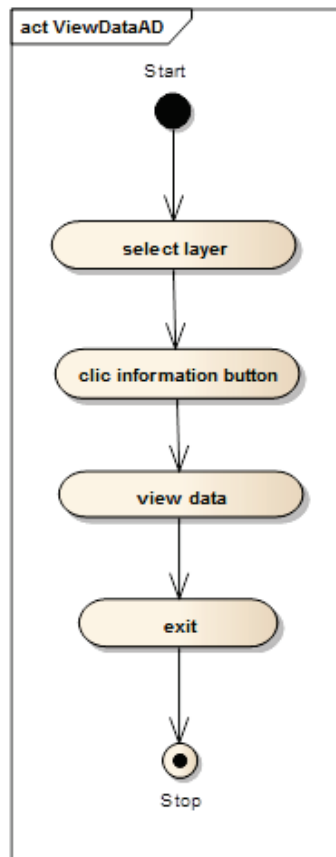 act ViewDataAD
Start
select layer
clic information button
view data
exit
Stop